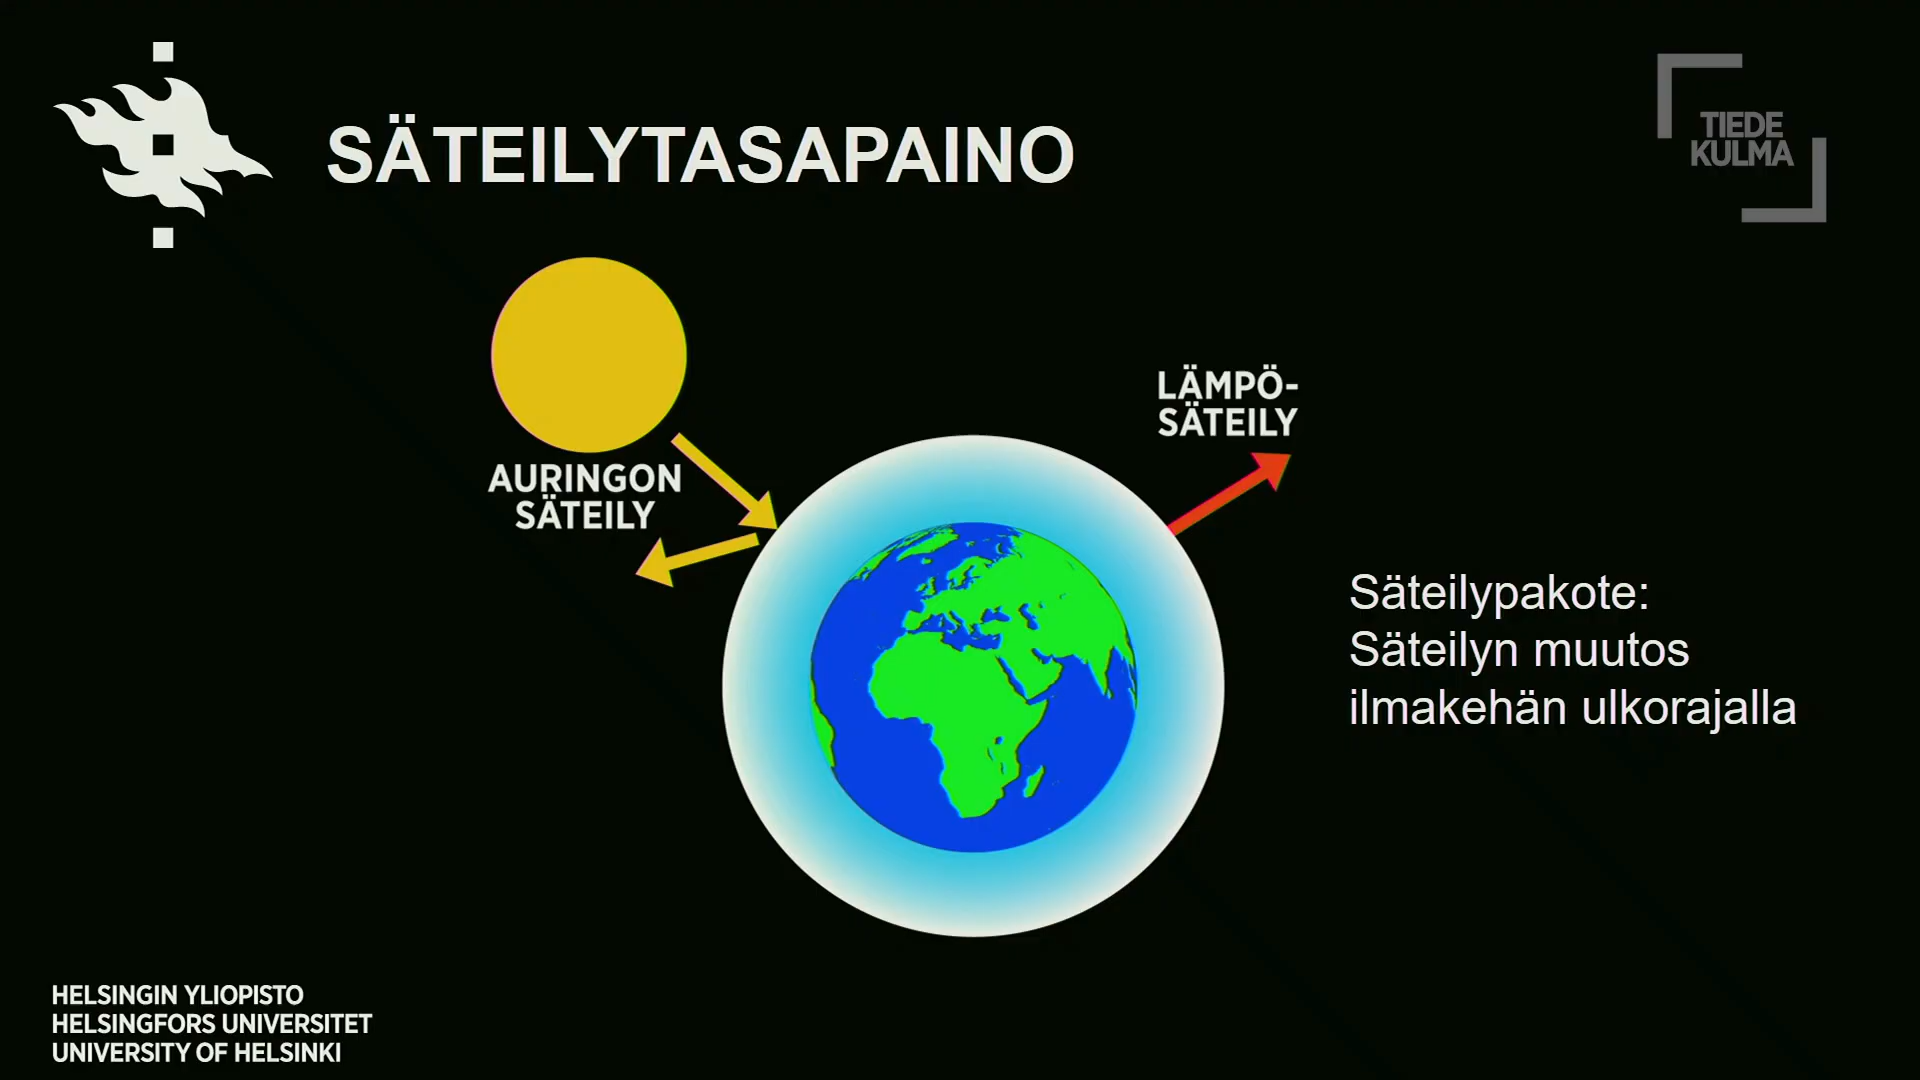 SÄTEILYTASAPAINO
TIEDE
KULMA
LÄMPÖ-
SÄTEILY
AURINGON
SÄTEILY
Säteilypakote:
Säteilyn muutos
ilmakehän ulkorajalla
HELSINGIN YLIOPISTO
HELSINGFORS UNIVERSITET
UNIVERSITY OF HELSINKI